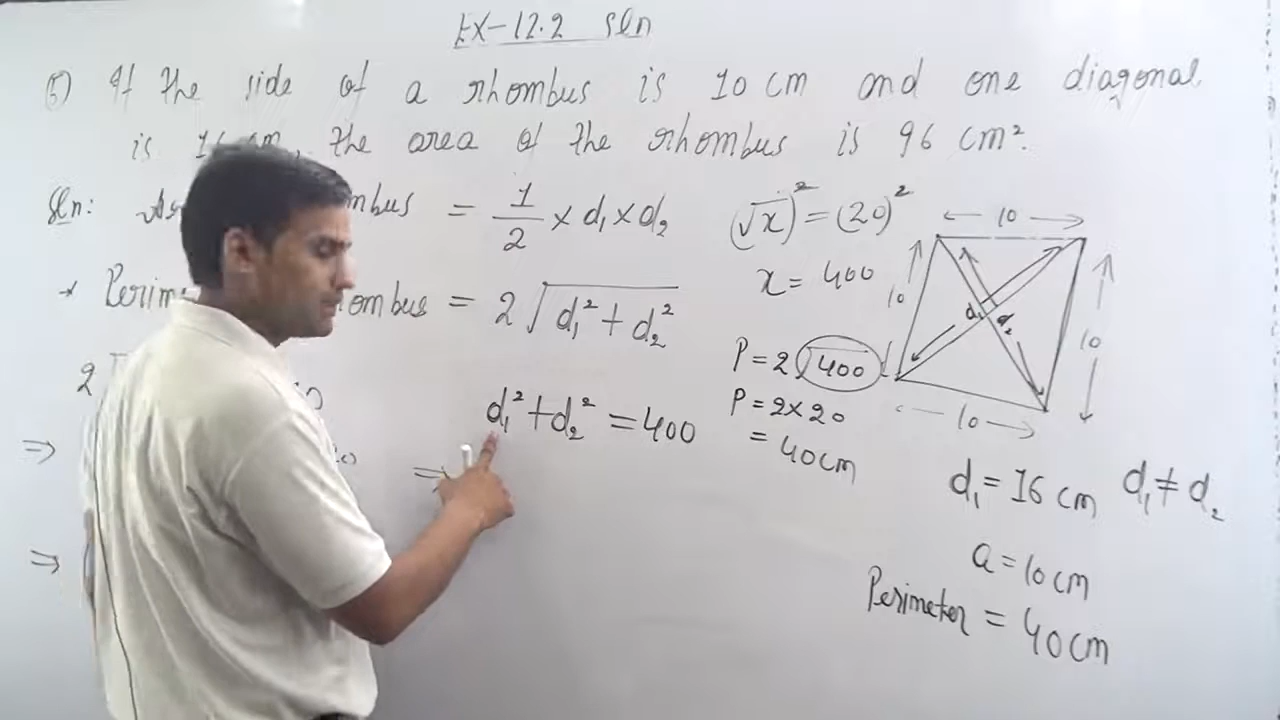 EX-12.2 Sln
5) If the side of a rhombus is 10 cm and one diagonal
is 16 cm, the area of the rhombus is 96 cm².
Sln: = 1/2 × d₁ × d₂
* = 2√(d₁² + d₂²)
2
⇒
⇒ d₁² + d₂² = 400
⇒
(√x)² = (20)²
x = 400
P = 2√400
P = 2×20
= 40 cm
10
10
d₁ d₂
10
10
d₁ = 16 cm d₁ ≠ d₂
a = 10 cm
Perimeter = 40 cm